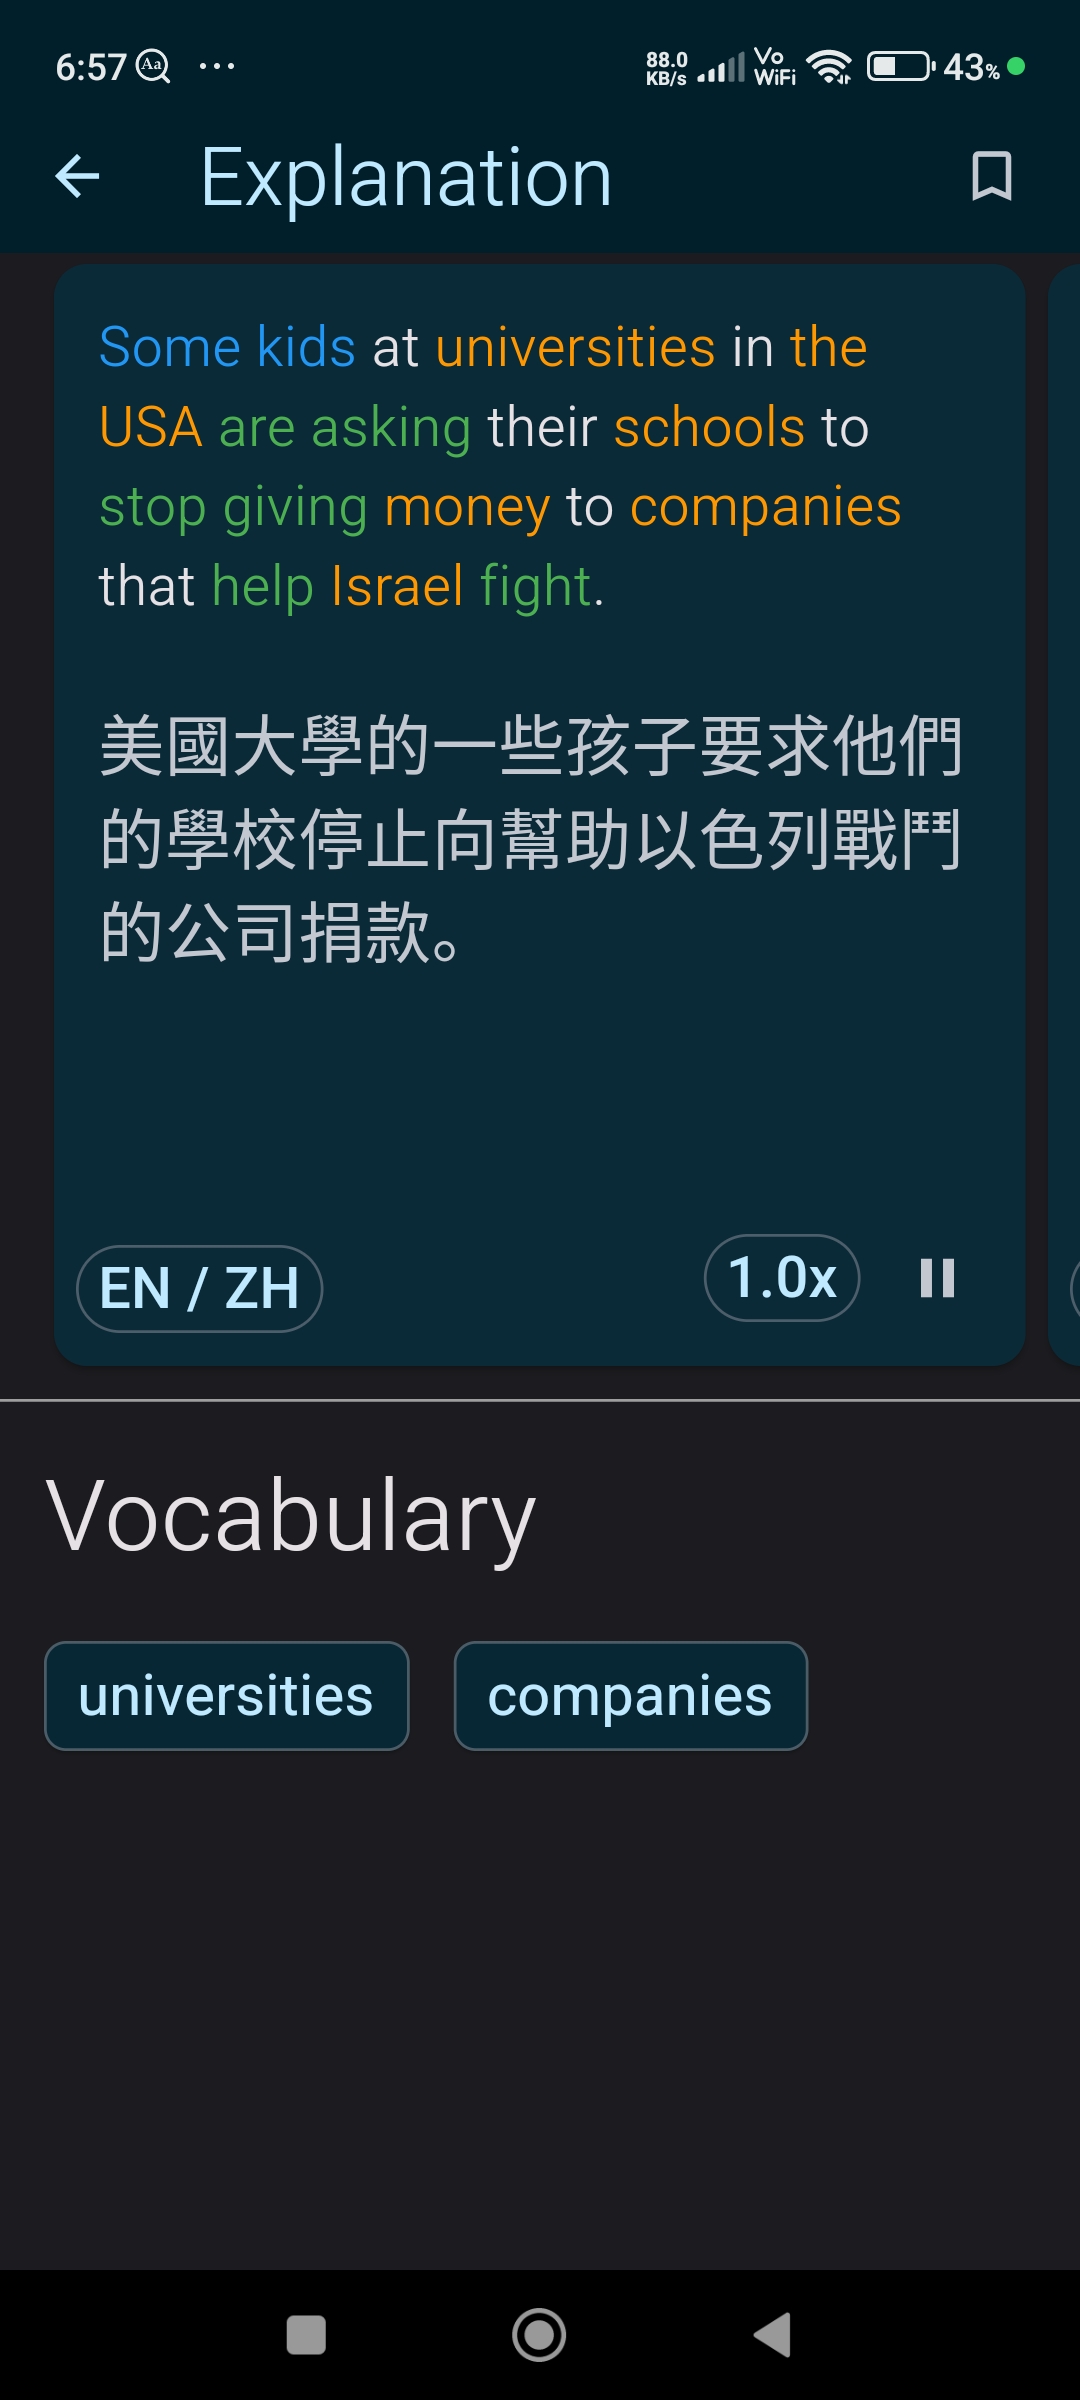 6:57 Aa ... 88.0 KB/s Vo WiFi 43%
Explanation
Some kids at universities in the
USA are asking their schools to
stop giving money to companies
that help Israel fight.
美國大學的一些孩子要求他們
的學校停止向幫助以色列戰鬥
的公司捐款。
EN / ZH 1.0x
Vocabulary
universities companies